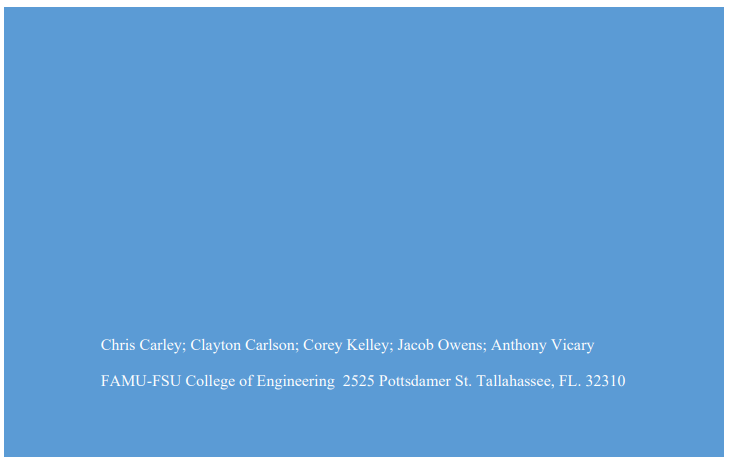 Chris Carley; Clayton Carlson; Corey Kelley; Jacob Owens; Anthony Vicary
FAMU-FSU College of Engineering  2525 Pottsdamer St. Tallahassee, FL. 32310